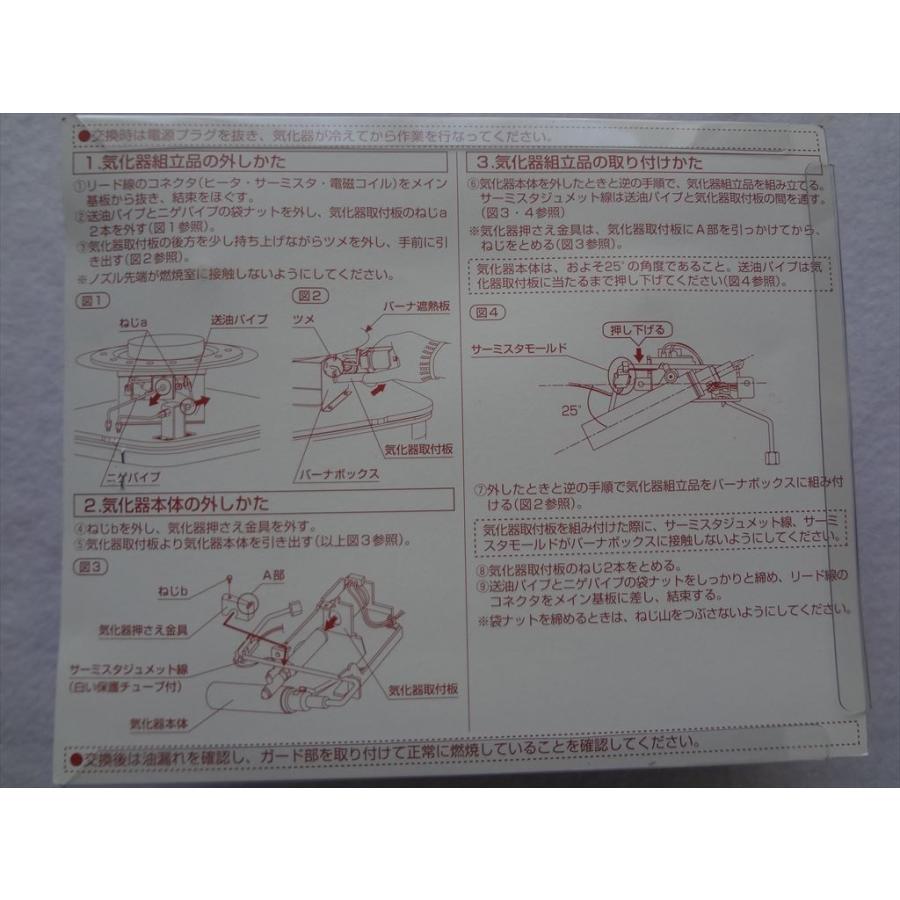 ●交換時は電源プラグを抜き、気化器が冷えてから作業を行なってください。
1.気化器組立品の外しかた
①リード線のコネクタ(ヒータ・サーミスタ・電磁コイル)をメイン
基板から抜き、結束をほぐす。
②送油パイプとニゲパイプの袋ナットを外し、気化器取付板のねじa
2本を外す(図1参照)。
③気化器取付板の後方を少し持ち上げながらツメを外し、手前に引
き出す(図2参照)。
※ノズル先端が燃焼室に接触しないようにしてください。
図1
ねじa
送油パイプ
ニゲパイプ
図2
ツメ
バーナ遮熱板
気化器取付板
バーナボックス
2.気化器本体の外しかた
④ねじbを外し、気化器押さえ金具を外す。
⑤気化器取付板より気化器本体を引き出す(以上図3参照)。
図3
A部
ねじb
気化器押さえ金具
サーミスタジュメット線
(白い保護チューブ付)
気化器取付板
気化器本体
3.気化器組立品の取り付けかた
⑥気化器本体を外したときと逆の手順で、気化器組立品を組み立てる。
サーミスタジュメット線は送油パイプと気化器取付板の間を通す。
(図3・4参照)
※気化器押さえ金具は、気化器取付板にA部を引っかけてから、
ねじをとめる(図3参照)。
気化器本体は、およそ25°の角度であること。送油パイプは気
化器取付板に当たるまで押し下げてください(図4参照)。
図4
押し下げる
サーミスタモールド
25°
⑦外したときと逆の手順で気化器組立品をバーナボックスに組み付
ける(図2参照)。
気化器取付板を組み付けた際に、サーミスタジュメット線、サーミ
スタモールドがバーナボックスに接触しないようにしてください。
⑧気化器取付板のねじ2本をとめる。
⑨送油パイプとニゲパイプの袋ナットをしっかりと締め、リード線の
コネクタをメイン基板に差し、結束する。
※袋ナットを締めるときは、ねじ山をつぶさないようにしてください。
●交換後は油漏れを確認し、ガード部を取り付けて正常に燃焼していることを確認してください。